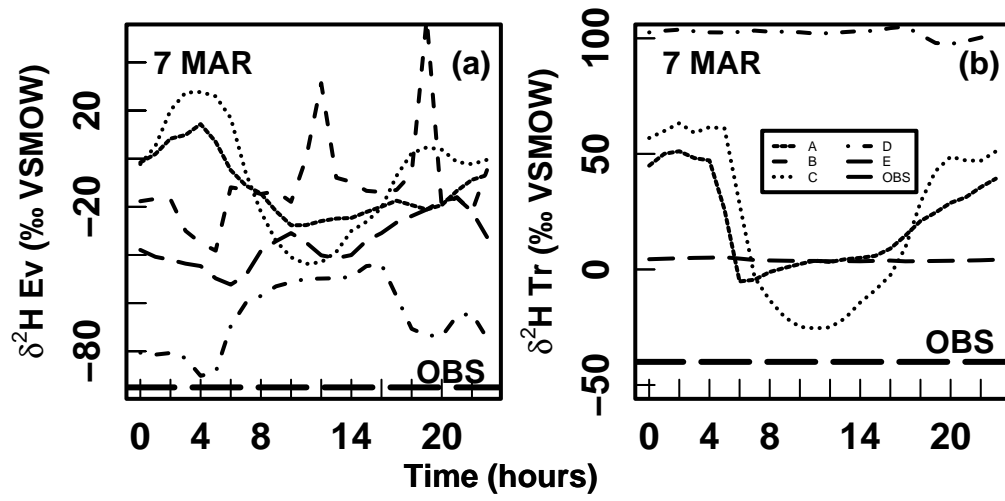 7 MAR (a)
δ²H Ev (‰ VSMOW)
20
−20
−80
OBS
0 4 8 14 20
7 MAR (b)
δ²H Tr (‰ VSMOW)
100
50
0
−50
A D
B E
C OBS
OBS
0 4 8 14 20
Time (hours)